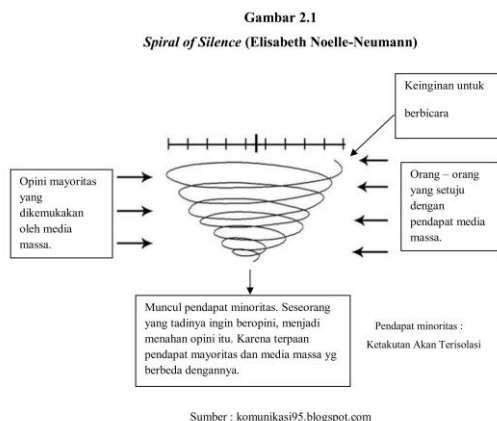 Gambar 2.1
Spiral of Silence (Elisabeth Noelle-Neumann)
Keinginan untuk
berbicara
Opini mayoritas
yang
dikemukakan
oleh media
massa.
Orang – orang
yang setuju
dengan
pendapat media
massa.
Muncul pendapat minoritas. Seseorang
yang tadinya ingin beropini, menjadi
menahan opini itu. Karena terpaan
pendapat mayoritas dan media massa yg
berbeda dengannya.
Pendapat minoritas :
Ketakutan Akan Terisolasi
Sumber : komunikasi95.blogspot.com